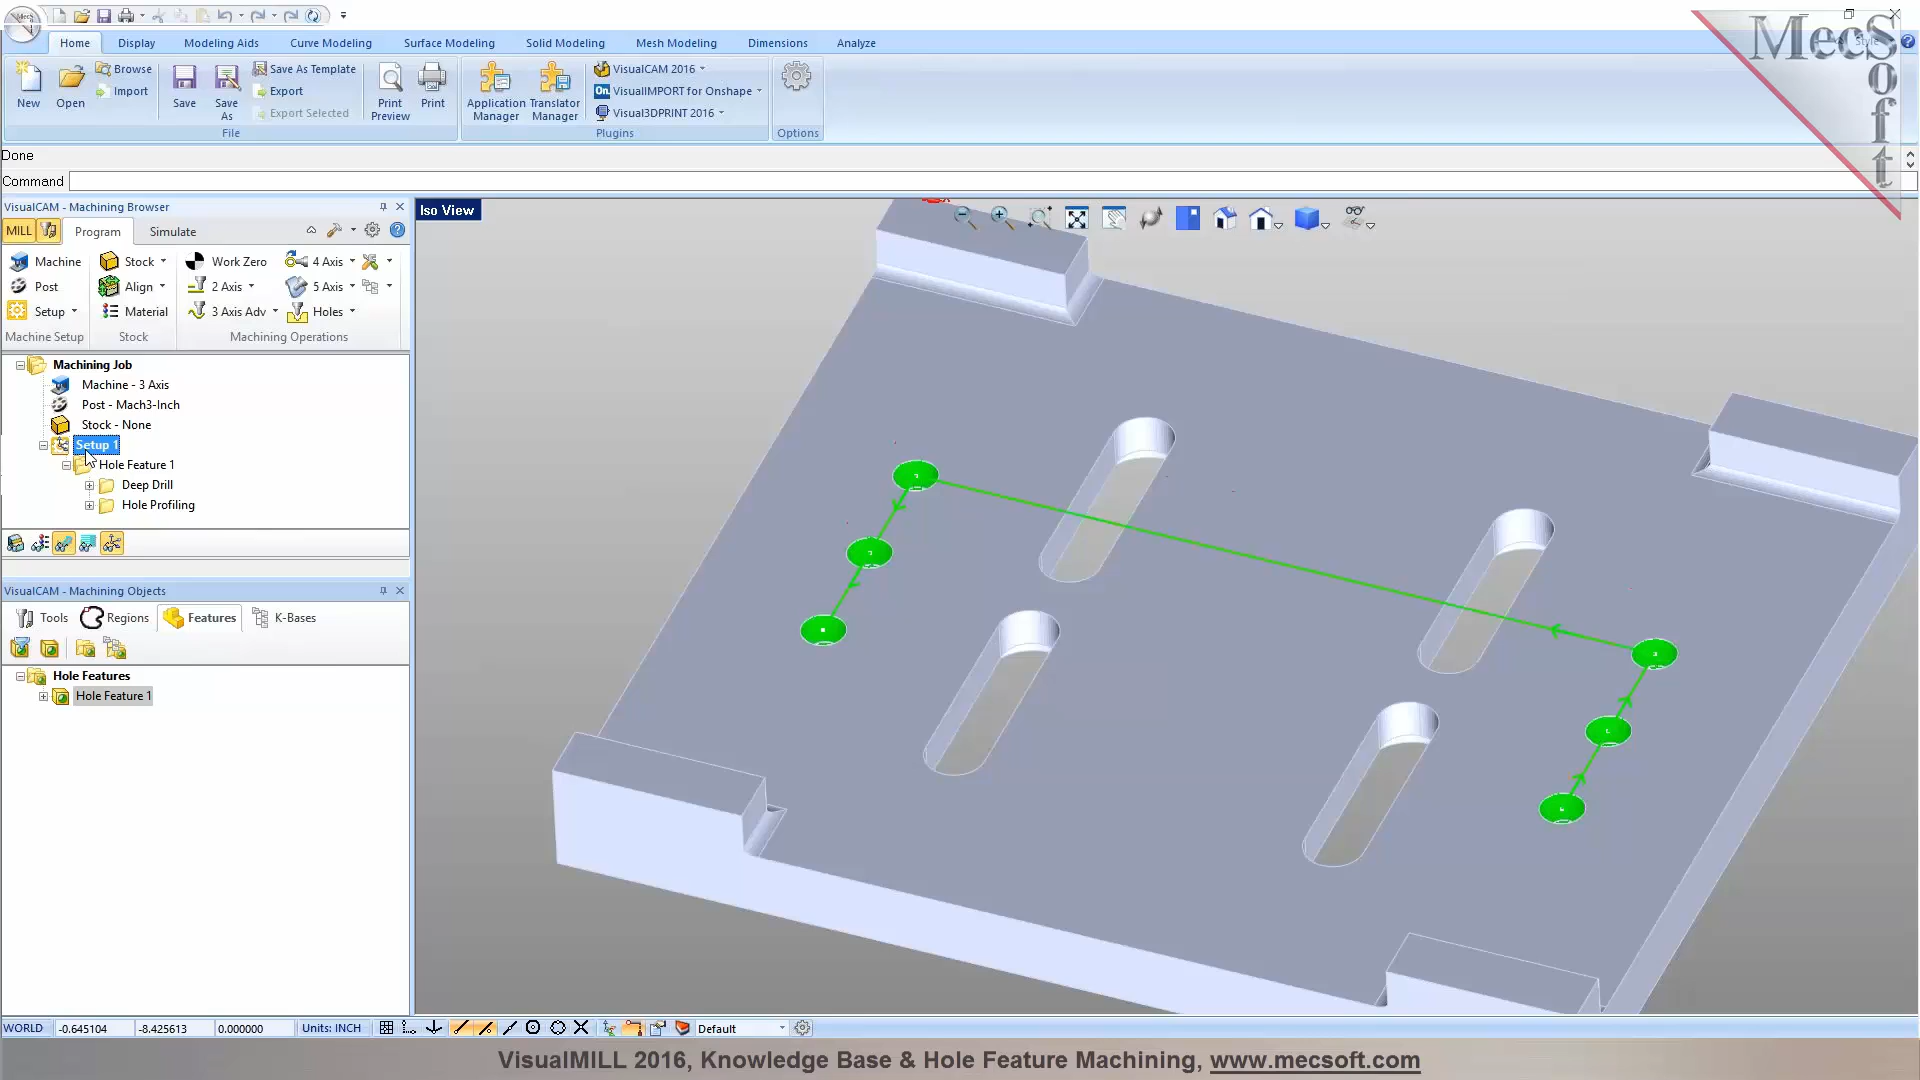 Home Display Modeling Aids Curve Modeling Surface Modeling Solid Modeling Mesh Modeling Dimensions Analyze
Style
New Open Browse Import Save Save As Save As Template Export Export Selected Print Preview Print
File
Application Manager Translator Manager VisualCAM 2016 VisualIMPORT for Onshape Visual3DPRINT 2016
On.
Plugins
Options
MecSoft
Done
Command
VisualCAM - Machining Browser
MILL Program Simulate
Machine Stock Work Zero 4 Axis
Post Align 2 Axis 5 Axis
Setup Material 3 Axis Adv Holes
Machine Setup Stock Machining Operations
Machining Job
Machine - 3 Axis
Post - Mach3-Inch
Stock - None
Setup 1
Hole Feature 1
Deep Drill
Hole Profiling
VisualCAM - Machining Objects
Tools Regions Features K-Bases
Hole Features
Hole Feature 1
Iso View
WORLD -0.645104 -8.425613 0.000000 Units: INCH Default
VisualMILL 2016, Knowledge Base & Hole Feature Machining, www.mecsoft.com